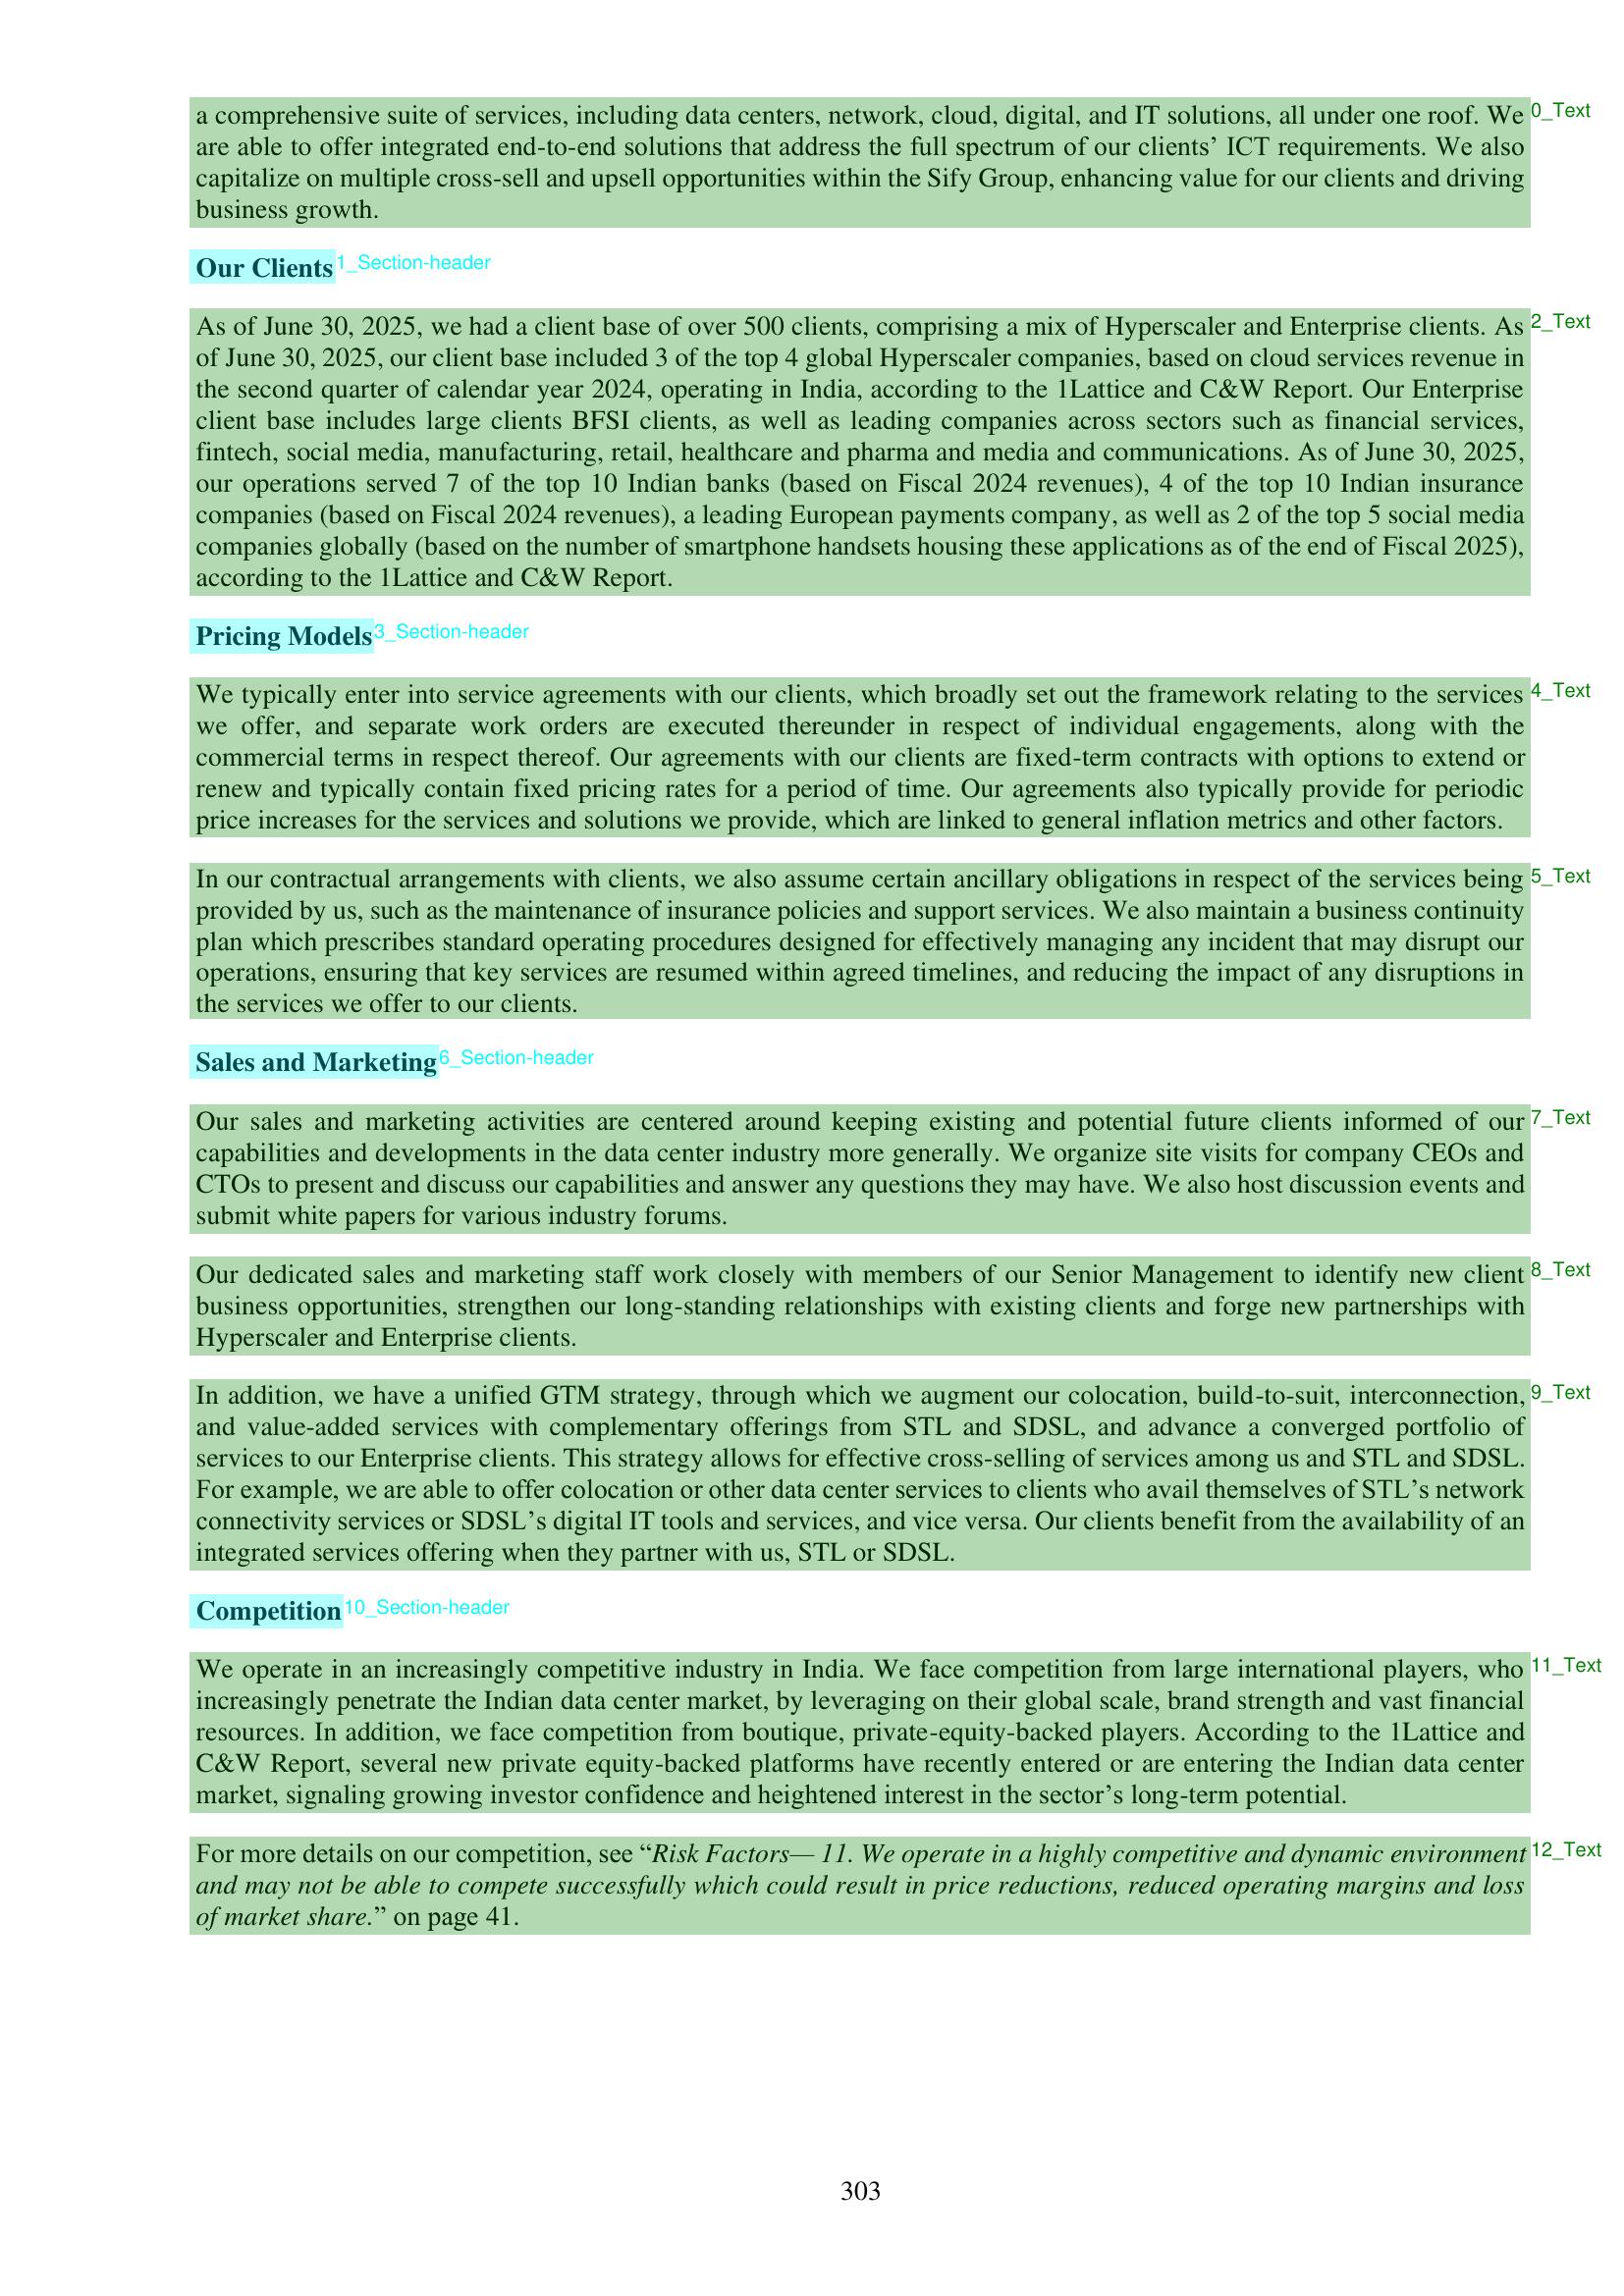 a comprehensive suite of services, including data centers, network, cloud, digital, and IT solutions, all under one roof. We 0_Text
are able to offer integrated end-to-end solutions that address the full spectrum of our clients’ ICT requirements. We also
capitalize on multiple cross-sell and upsell opportunities within the Sify Group, enhancing value for our clients and driving
business growth.
Our Clients 1_Section-header
As of June 30, 2025, we had a client base of over 500 clients, comprising a mix of Hyperscaler and Enterprise clients. As 2_Text
of June 30, 2025, our client base included 3 of the top 4 global Hyperscaler companies, based on cloud services revenue in
the second quarter of calendar year 2024, operating in India, according to the 1Lattice and C&W Report. Our Enterprise
client base includes large clients BFSI clients, as well as leading companies across sectors such as financial services,
fintech, social media, manufacturing, retail, healthcare and pharma and media and communications. As of June 30, 2025,
our operations served 7 of the top 10 Indian banks (based on Fiscal 2024 revenues), 4 of the top 10 Indian insurance
companies (based on Fiscal 2024 revenues), a leading European payments company, as well as 2 of the top 5 social media
companies globally (based on the number of smartphone handsets housing these applications as of the end of Fiscal 2025),
according to the 1Lattice and C&W Report.
Pricing Models 3_Section-header
We typically enter into service agreements with our clients, which broadly set out the framework relating to the services 4_Text
we offer, and separate work orders are executed thereunder in respect of individual engagements, along with the
commercial terms in respect thereof. Our agreements with our clients are fixed-term contracts with options to extend or
renew and typically contain fixed pricing rates for a period of time. Our agreements also typically provide for periodic
price increases for the services and solutions we provide, which are linked to general inflation metrics and other factors.
In our contractual arrangements with clients, we also assume certain ancillary obligations in respect of the services being 5_Text
provided by us, such as the maintenance of insurance policies and support services. We also maintain a business continuity
plan which prescribes standard operating procedures designed for effectively managing any incident that may disrupt our
operations, ensuring that key services are resumed within agreed timelines, and reducing the impact of any disruptions in
the services we offer to our clients.
Sales and Marketing 6_Section-header
Our sales and marketing activities are centered around keeping existing and potential future clients informed of our 7_Text
capabilities and developments in the data center industry more generally. We organize site visits for company CEOs and
CTOs to present and discuss our capabilities and answer any questions they may have. We also host discussion events and
submit white papers for various industry forums.
Our dedicated sales and marketing staff work closely with members of our Senior Management to identify new client 8_Text
business opportunities, strengthen our long-standing relationships with existing clients and forge new partnerships with
Hyperscaler and Enterprise clients.
In addition, we have a unified GTM strategy, through which we augment our colocation, build-to-suit, interconnection, 9_Text
and value-added services with complementary offerings from STL and SDSL, and advance a converged portfolio of
services to our Enterprise clients. This strategy allows for effective cross-selling of services among us and STL and SDSL.
For example, we are able to offer colocation or other data center services to clients who avail themselves of STL’s network
connectivity services or SDSL’s digital IT tools and services, and vice versa. Our clients benefit from the availability of an
integrated services offering when they partner with us, STL or SDSL.
Competition 10_Section-header
We operate in an increasingly competitive industry in India. We face competition from large international players, who 11_Text
increasingly penetrate the Indian data center market, by leveraging on their global scale, brand strength and vast financial
resources. In addition, we face competition from boutique, private-equity-backed players. According to the 1Lattice and
C&W Report, several new private equity-backed platforms have recently entered or are entering the Indian data center
market, signaling growing investor confidence and heightened interest in the sector’s long-term potential.
For more details on our competition, see “Risk Factors— 11. We operate in a highly competitive and dynamic environment 12_Text
and may not be able to compete successfully which could result in price reductions, reduced operating margins and loss
of market share.” on page 41.
303